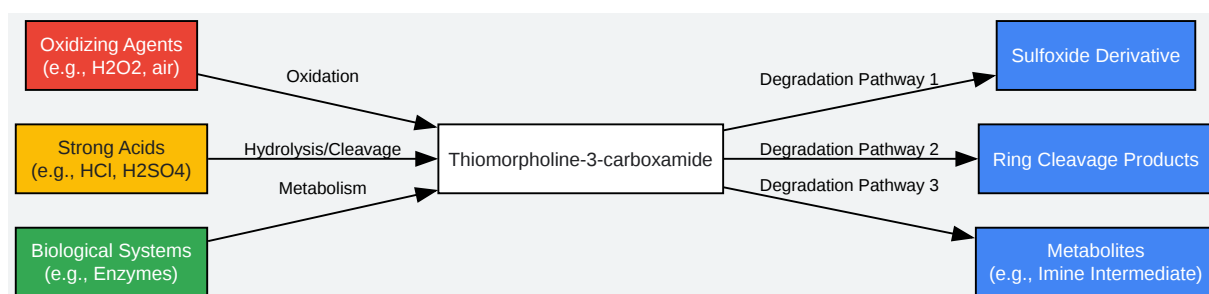 Oxidizing Agents
(e.g., H2O2, air)
Oxidation
Degradation Pathway 1
Sulfoxide Derivative
Strong Acids
(e.g., HCl, H2SO4)
Hydrolysis/Cleavage
Thiomorpholine-3-carboxamide
Degradation Pathway 2
Ring Cleavage Products
Metabolism
Degradation Pathway 3
Biological Systems
(e.g., Enzymes)
Metabolites
(e.g., Imine Intermediate)